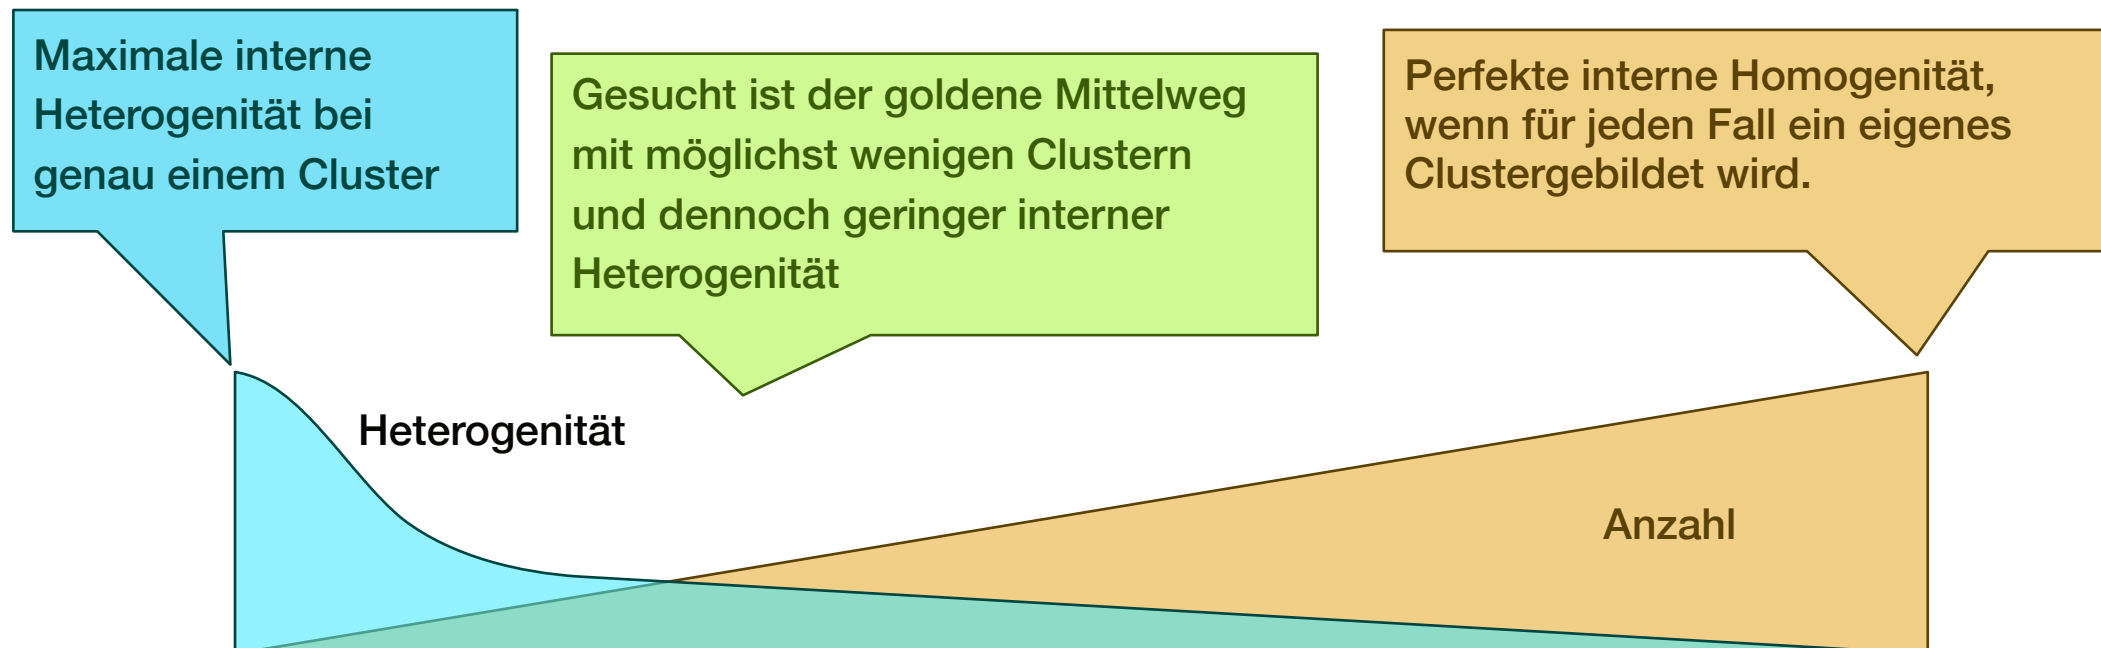 Maximale interne
Heterogenität bei
genau einem Cluster
Gesucht ist der goldene Mittelweg
mit möglichst wenigen Clustern
und dennoch geringer interner
Heterogenität
Perfekte interne Homogenität,
wenn für jeden Fall ein eigenes
Clustergebildet wird.
Heterogenität
Anzahl